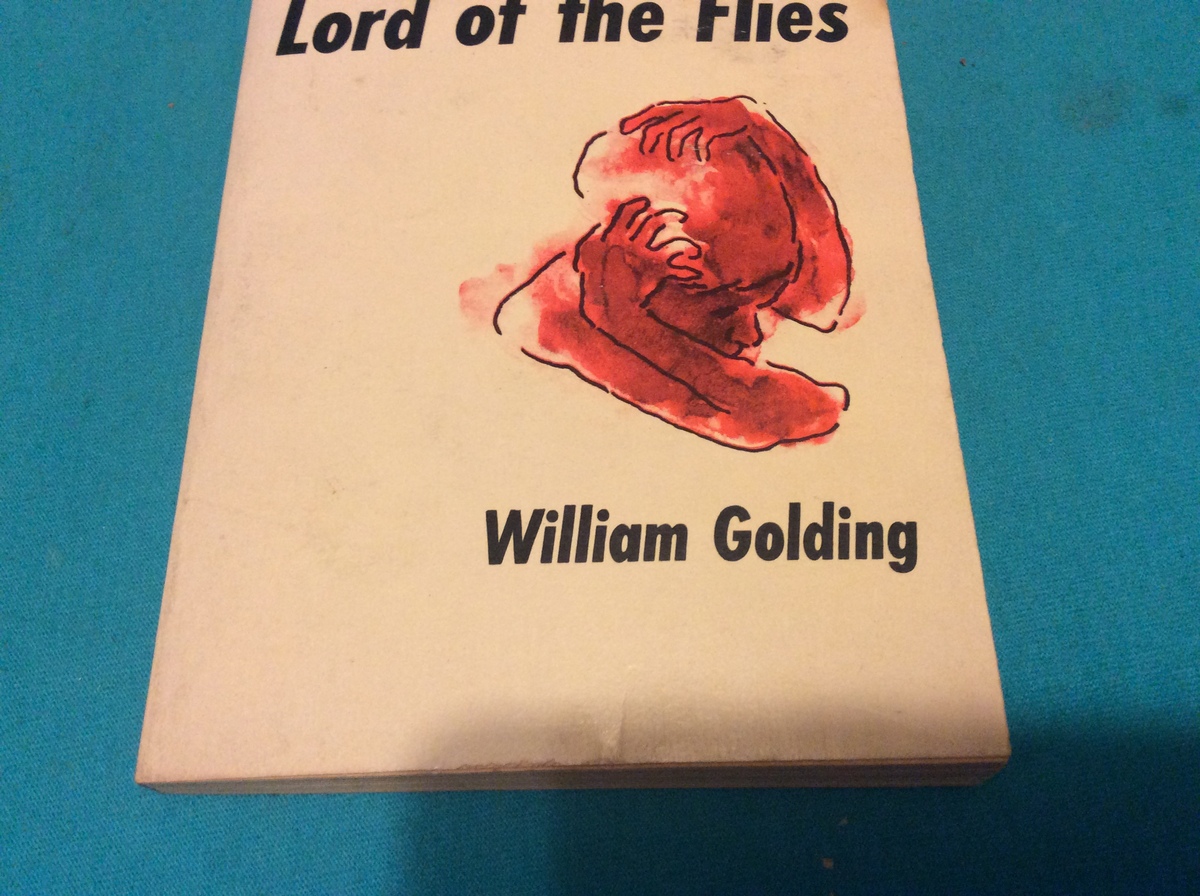 Lord of the Flies
William Golding